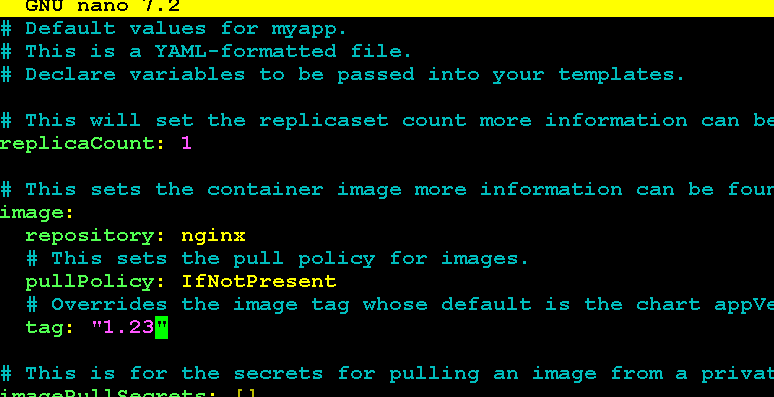 GNU nano 7.2
# Default values for myapp.
# This is a YAML-formatted file.
# Declare variables to be passed into your templates.
# This will set the replicaset count more information can be
replicaCount: 1
# This sets the container image more information can be foun
image:
  repository: nginx
  # This sets the pull policy for images.
  pullPolicy: IfNotPresent
  # Overrides the image tag whose default is the chart appVe
  tag: "1.23"
# This is for the secrets for pulling an image from a privat
imagePullSecrets: []